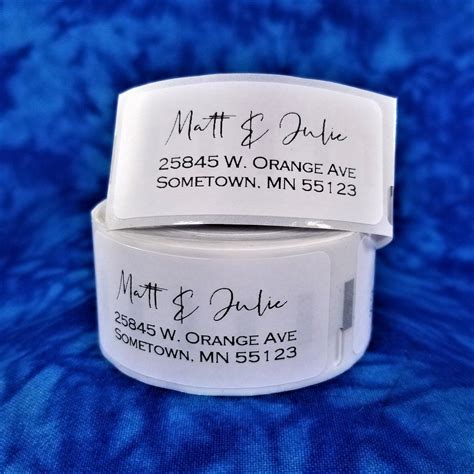 Matt & Julie
25845 W. Orange Ave
Sometown, MN 55123
Matt & Julie
25845 W. Orange Ave
Sometown, MN 55123